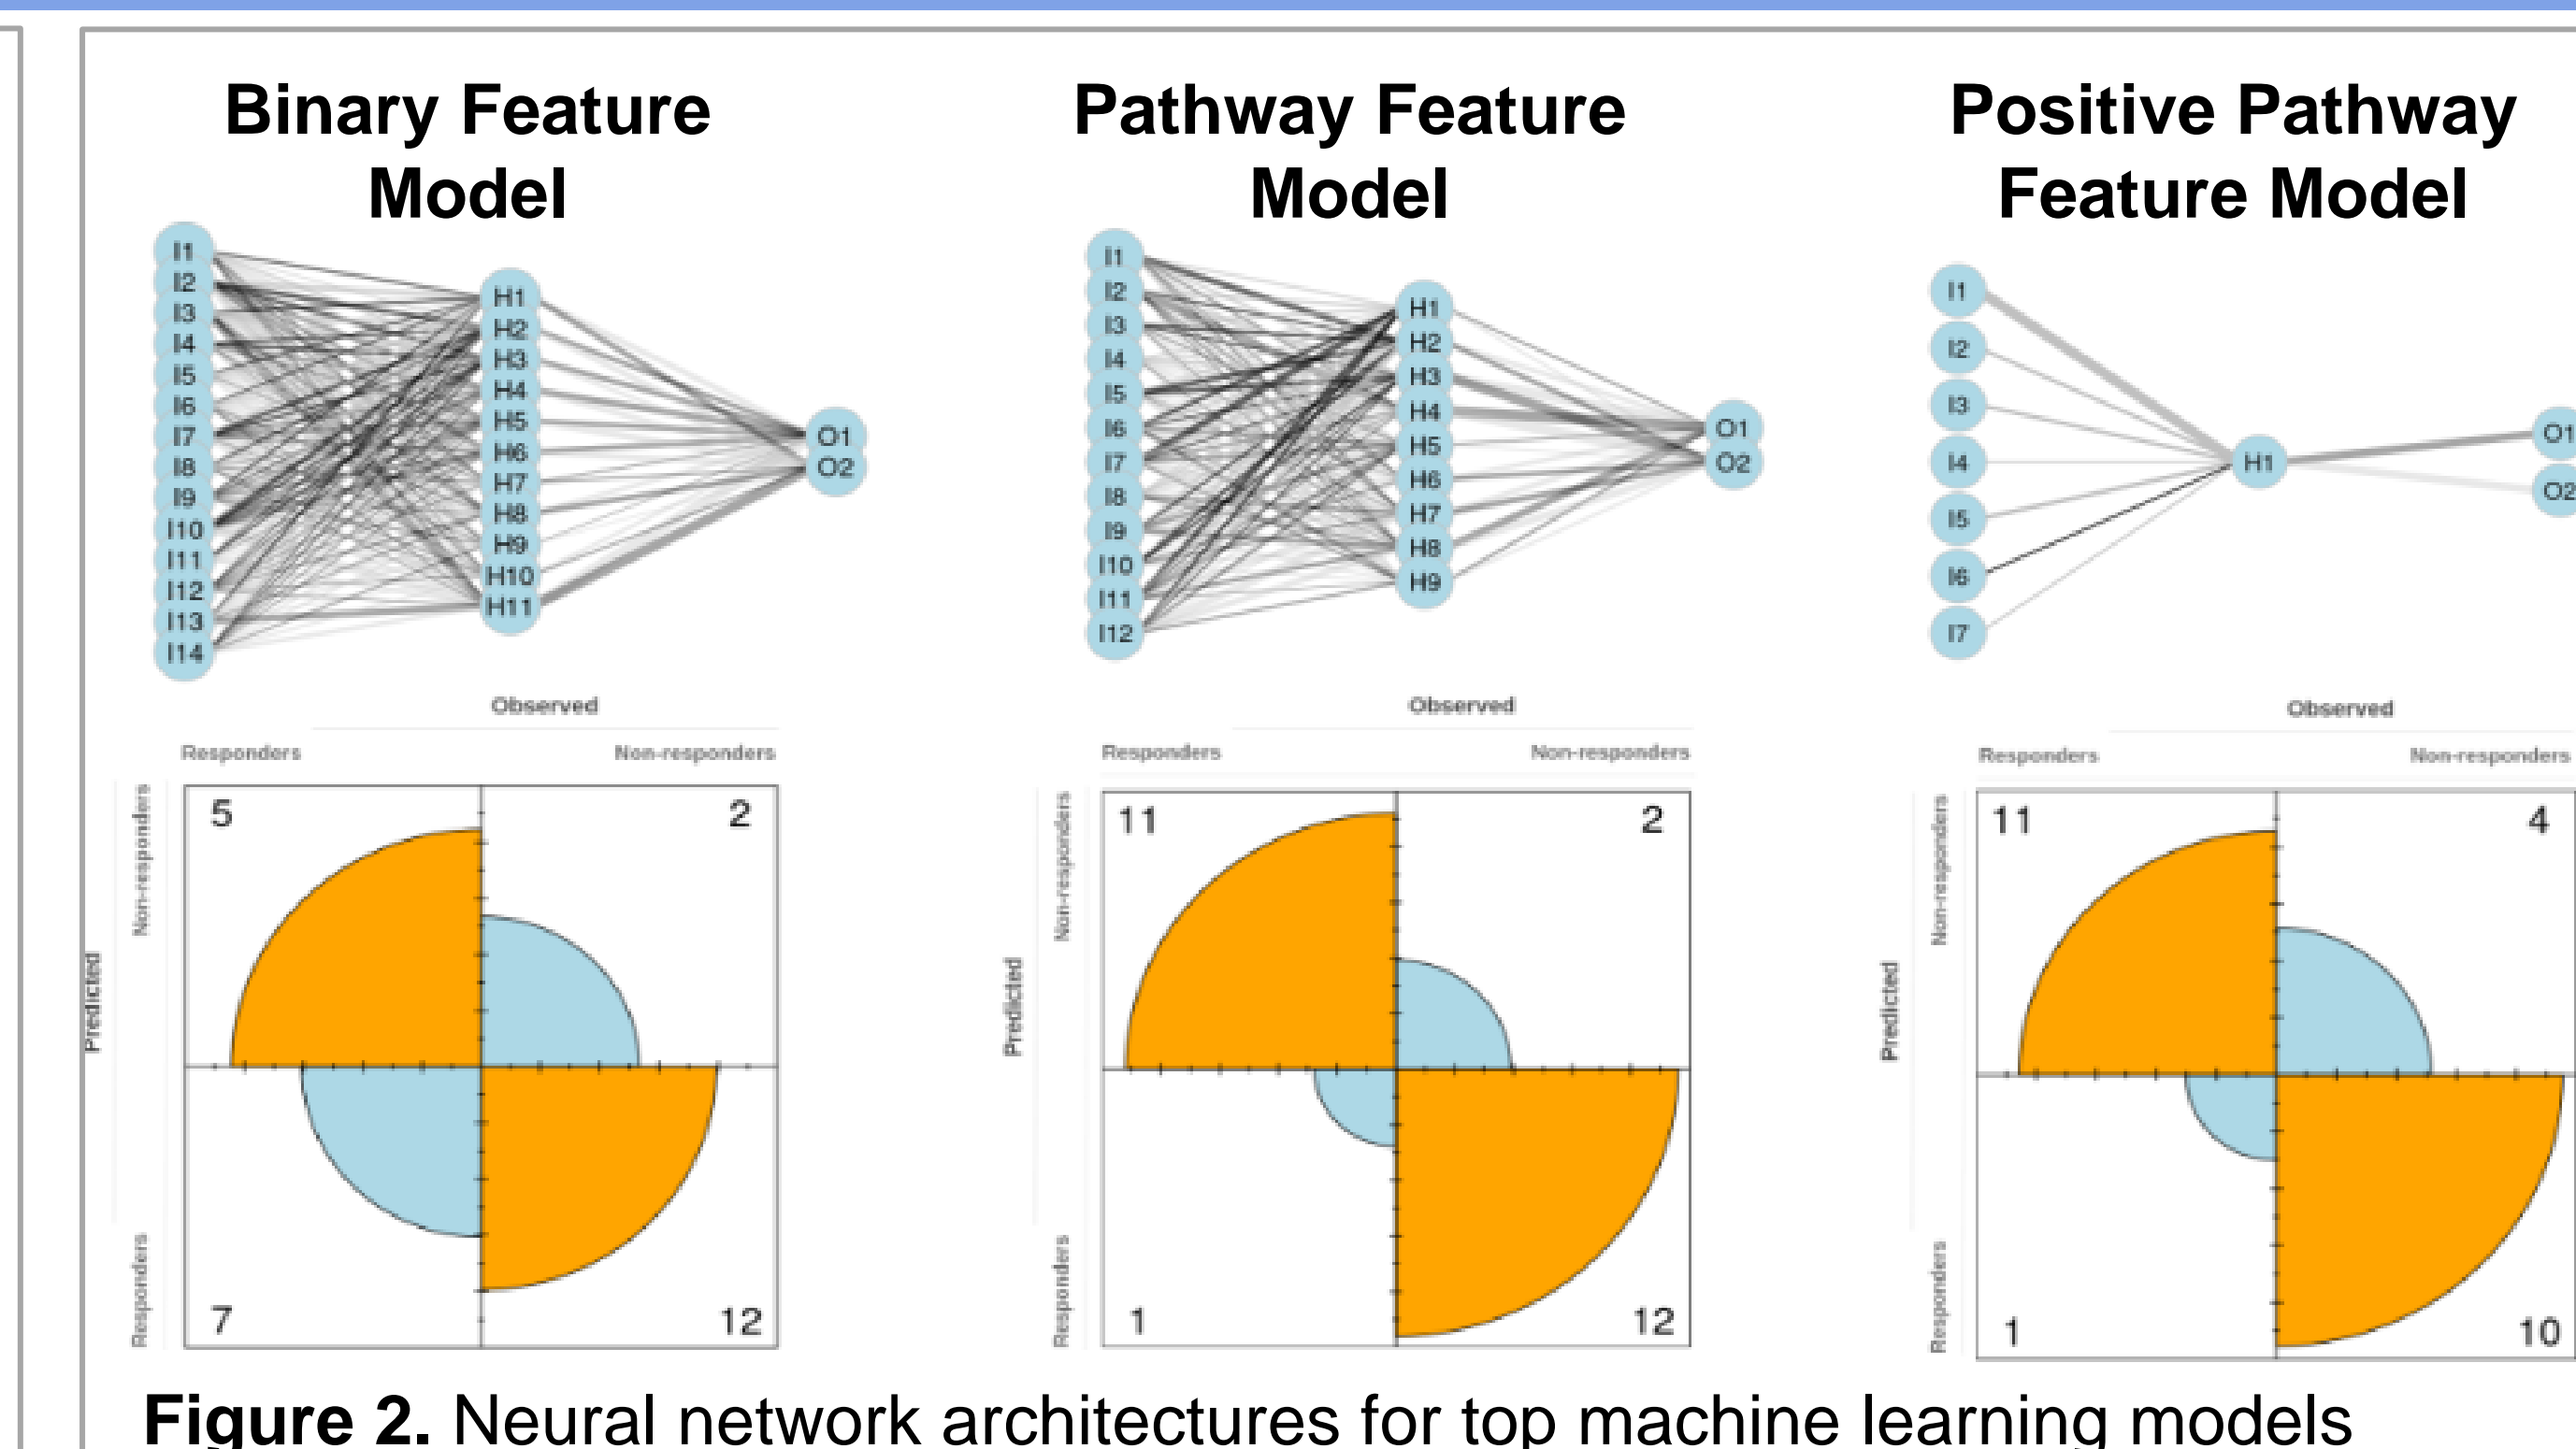 Binary Feature
Model
I1
I2
I3
I4
I5
I6
I7
I8
I9
I10
I11
I12
I13
I14
H1
H2
H3
H4
H5
H6
H7
H8
H9
H10
H11
O1
O2
Observed
Responders Non-responders
Predicted
Non-responders
Responders
5 2
7 12
Pathway Feature
Model
I1
I2
I3
I4
I5
I6
I7
I8
I9
I10
I11
I12
H1
H2
H3
H4
H5
H6
H7
H8
H9
O1
O2
Observed
Responders Non-responders
Predicted
Non-responders
Responders
11 2
1 12
Positive Pathway
Feature Model
I1
I2
I3
I4
I5
I6
I7
H1
O1
O2
Observed
Responders Non-responders
Predicted
Non-responders
Responders
11 4
1 10
Figure 2. Neural network architectures for top machine learning models